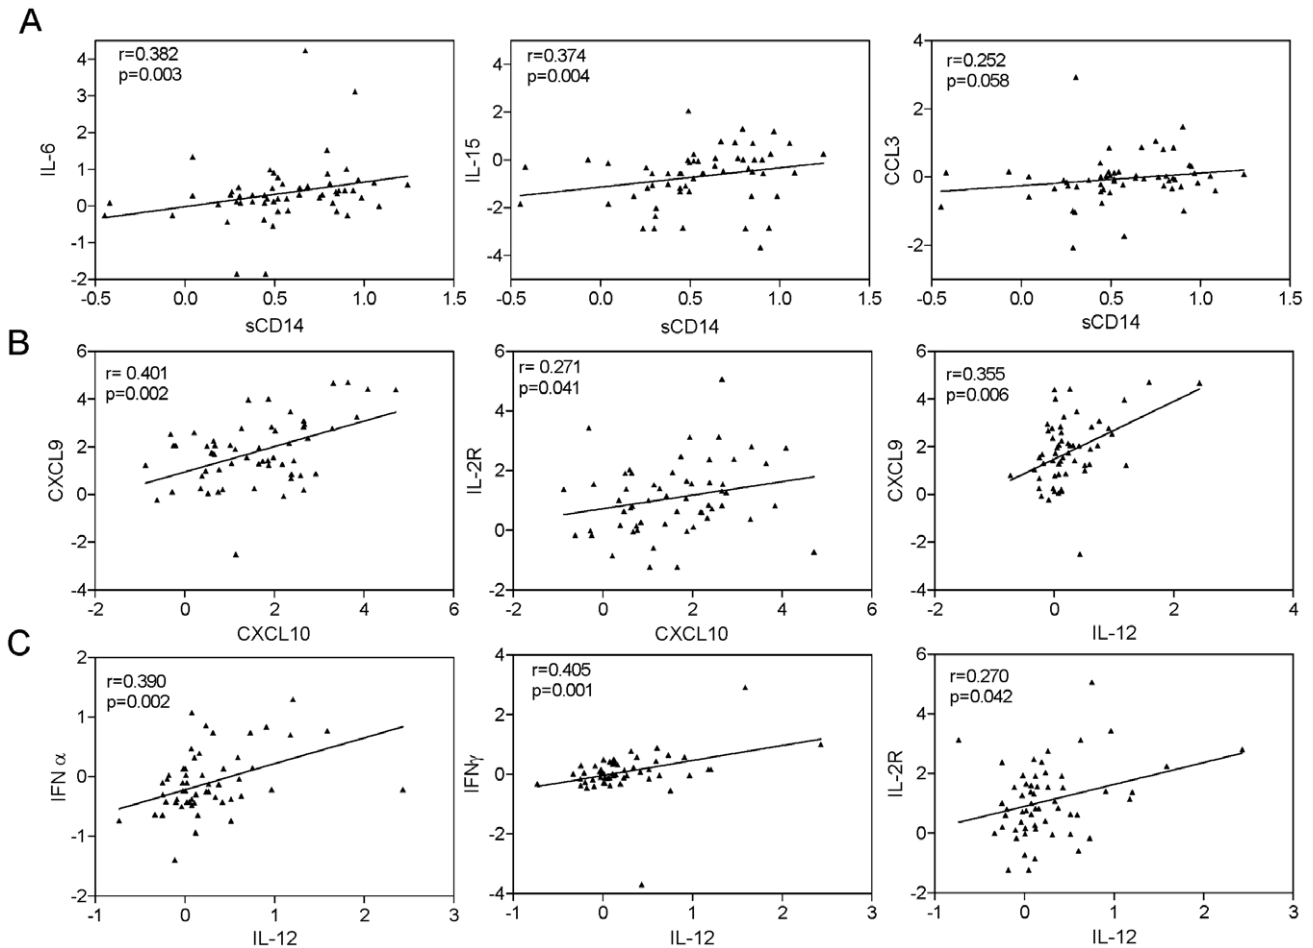 A
r=0.382
p=0.003
4
3
2
1
0
1
-2
IL-6
-0.5 0.0 0.5 1.0 1.5
sCD14
r=0.374
p=0.004
4
2
0
-2
-4
IL-15
-0.5 0.0 0.5 1.0 1.5
sCD14
r=0.252
p=0.058
4
2
0
-2
CCL3
-0.5 0.0 0.5 1.0 1.5
sCD14
B
r= 0.401
p=0.002
6
4
2
0
-2
-4
CXCL9
-2 0 2 4 6
CXCL10
r= 0.271
p=0.041
6
4
2
0
-2
IL-2R
-2 0 2 4 6
CXCL10
r=0.355
p=0.006
6
4
2
0
-2
-4
CXCL9
-2 0 2 4
IL-12
C
r=0.390
p=0.002
2
1
0
-1
-2
IFN α
-1 0 1 2 3
IL-12
r=0.405
p=0.001
4
2
0
-2
-4
IFNγ
-1 0 1 2 3
IL-12
r=0.270
p=0.042
6
4
2
0
-2
IL-2R
-1 0 1 2 3
IL-12